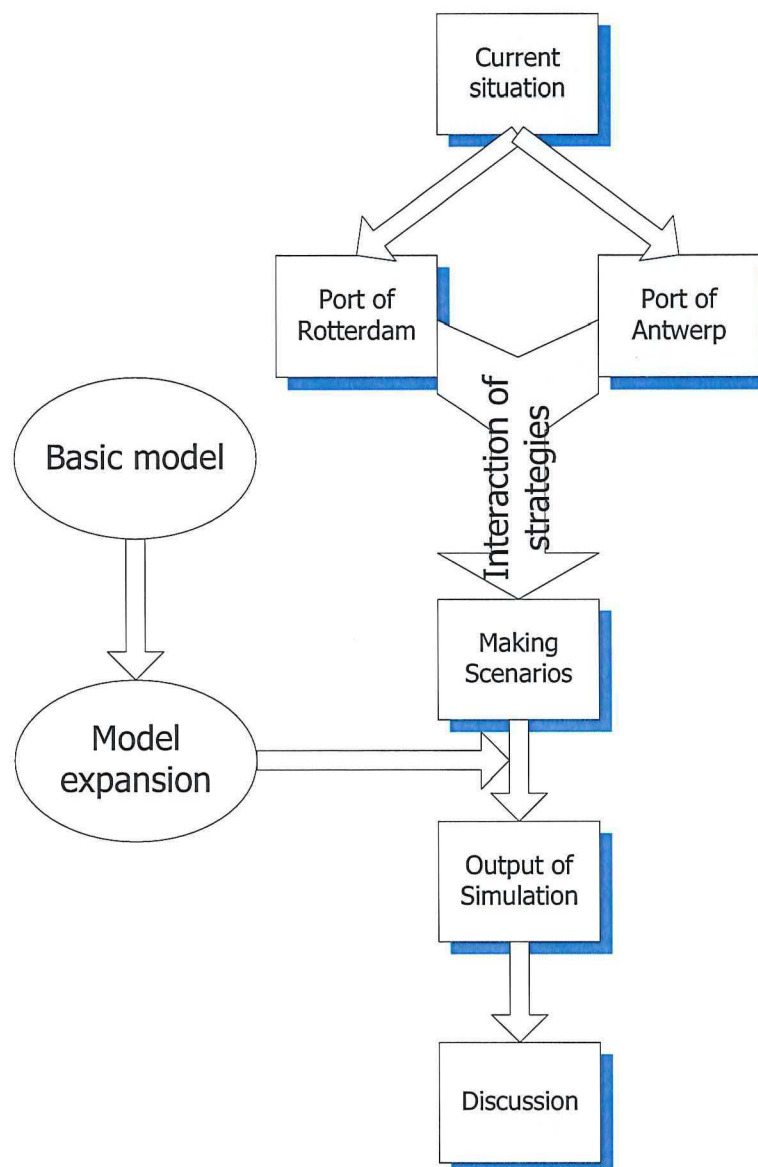 Current
situation
Port of
Rotterdam
Port of
Antwerp
Interaction of
strategies
Basic model
Making
Scenarios
Model
expansion
Output of
Simulation
Discussion